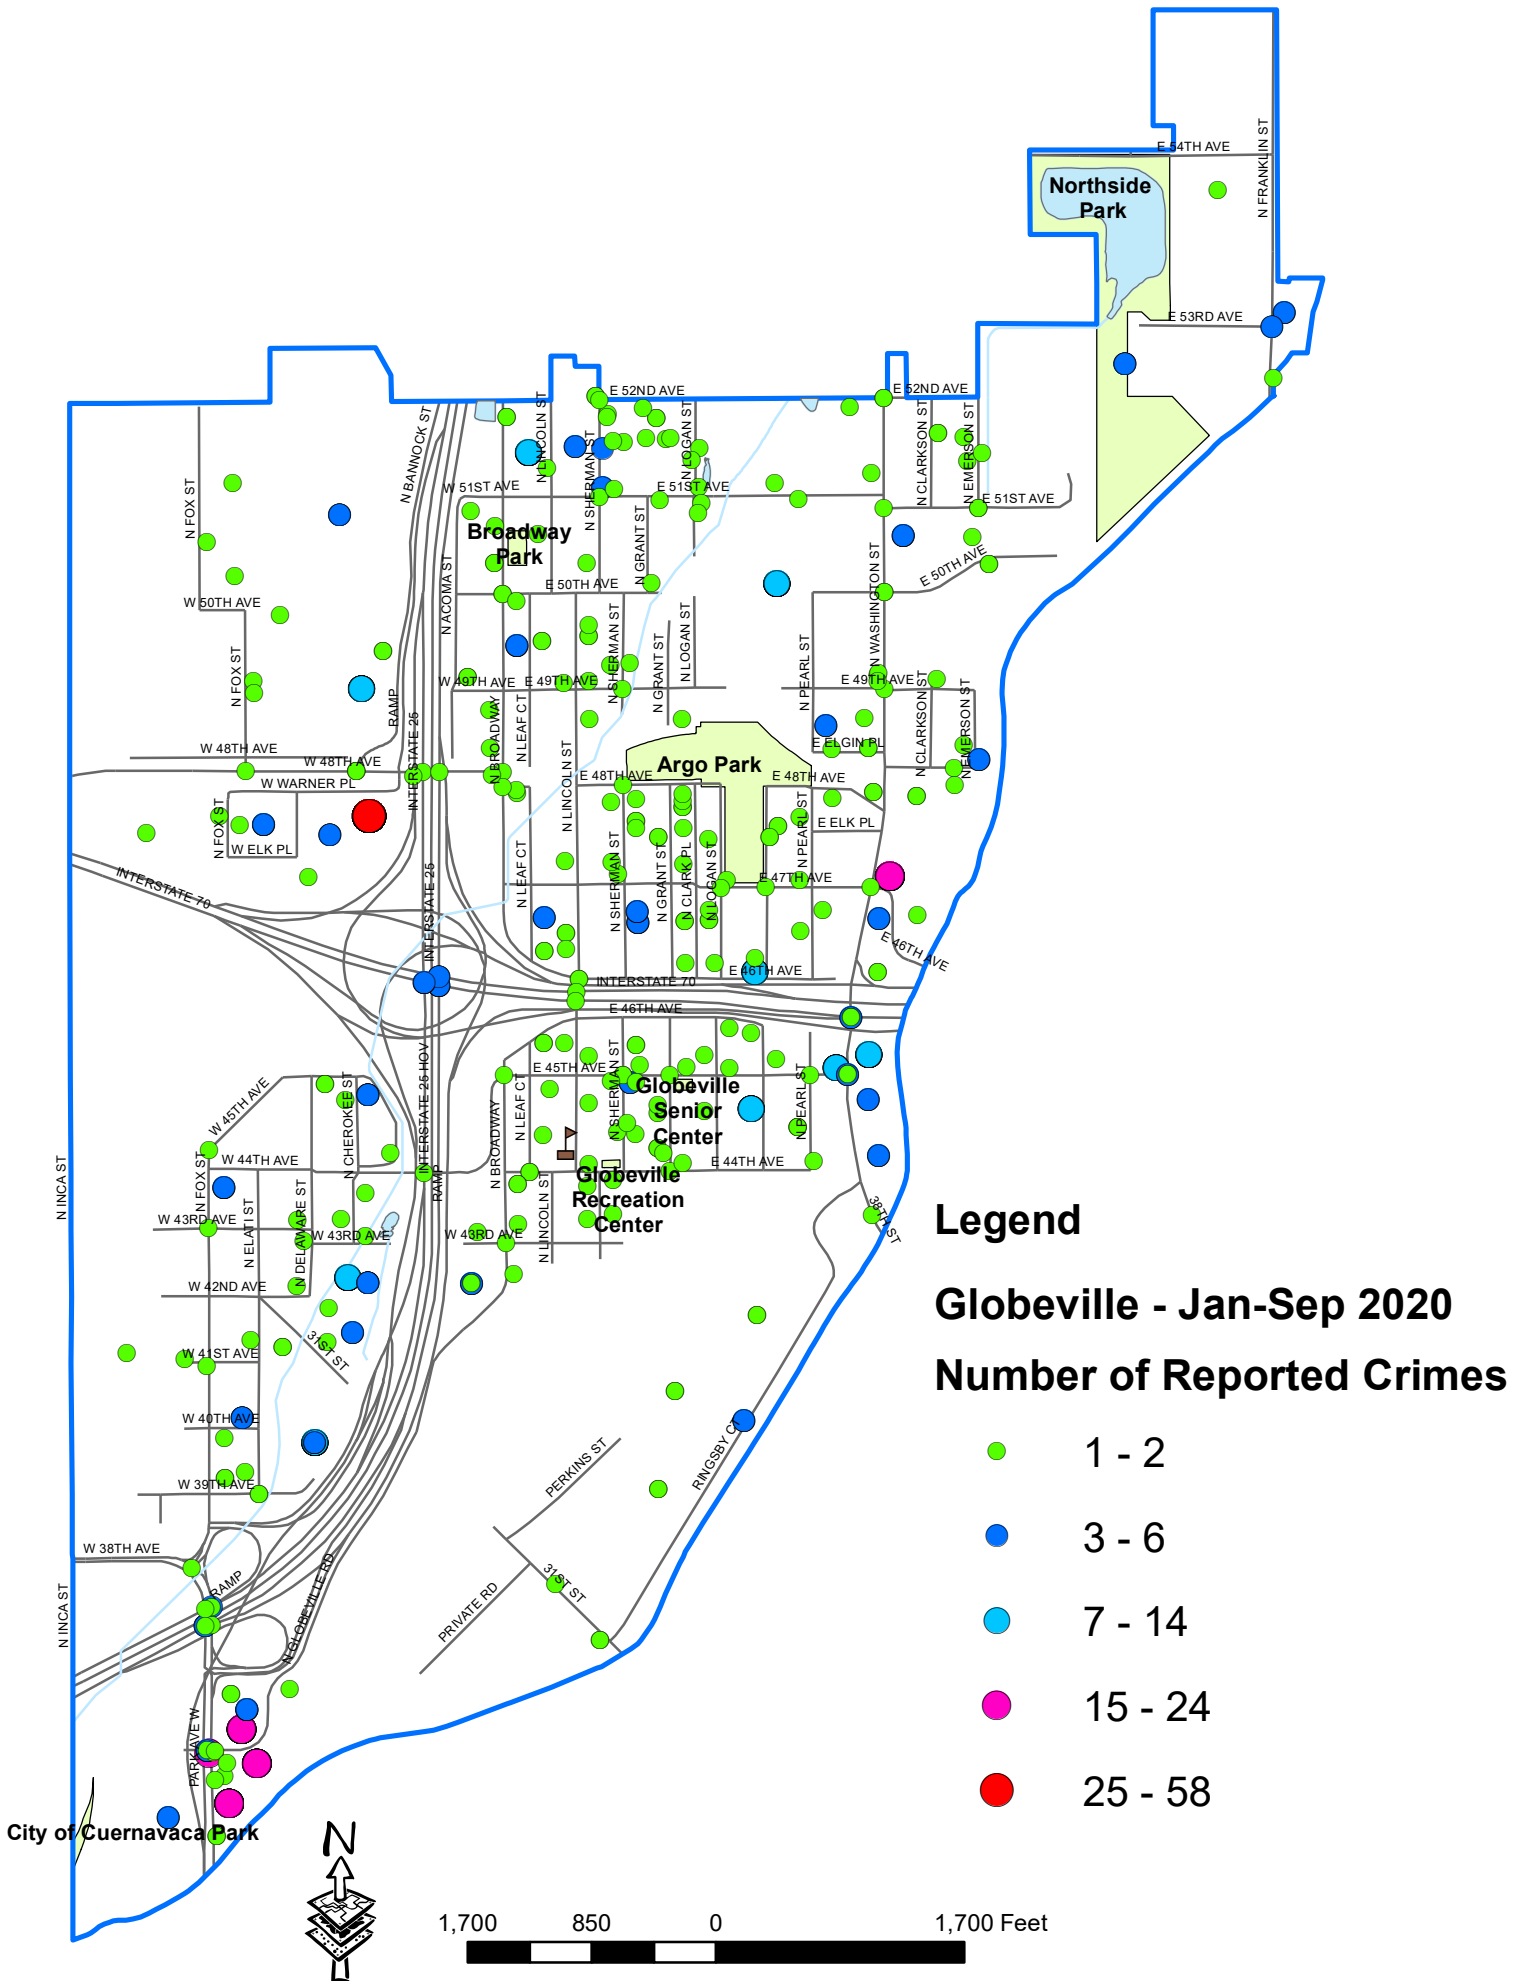 E 54TH AVE
N FRANKLIN ST
Northside
Park
E 53RD AVE
E 52ND AVE
E 52ND AVE
N BANNOCK ST
N LINCOLN ST
N SHERMAN ST
N LOGAN ST
N CLARKSON ST
N EMERSON ST
N FOX ST
W 51ST AVE
E 51ST AVE
E 51ST AVE
Broadway
Park
N GRANT ST
N ACOMA ST
N WASHINGTON ST
E 50TH AVE
E 50TH AVE
W 50TH AVE
N FOX ST
N SHERMAN ST
N GRANT ST
N LOGAN ST
N PEARL ST
W 49TH AVE
E 49TH AVE
E 49TH AVE
RAMP
INTERSTATE 25
N BROADWAY
N LEAF CT
N CLARKSON ST
N EMERSON ST
E ELGIN PL
W 48TH AVE
W 48TH AVE
Argo Park
E 48TH AVE
E 48TH AVE
W WARNER PL
N FOX ST
N LINCOLN ST
N PEARL ST
E ELK PL
W ELK PL
N LEAF CT
N SHERMAN ST
N GRANT ST
N CLARK PL
N LOGAN ST
E 47TH AVE
INTERSTATE 70
INTERSTATE 25
E 46TH AVE
E 46TH AVE
INTERSTATE 70
E 46TH AVE
INTERSTATE 25 HOV
E 45TH AVE
N SHERMAN ST
N PEARL ST
W 45TH AVE
N CHEROKEE ST
N LEAF CT
Globeville
Senior
Center
N INCA ST
N FOX ST
W 44TH AVE
RAMP
N BROADWAY
E 44TH AVE
Globeville
Recreation
Center
N ELATI ST
N DELAWARE ST
N LINCOLN ST
38TH ST
W 43RD AVE
W 43RD AVE
W 43RD AVE
W 42ND AVE
31ST ST
W 41ST AVE
W 40TH AVE
W 39TH AVE
PERKINS ST
RINGSBY CT
W 38TH AVE
RAMP
N GLOBEVILLE RD
31ST ST
PRIVATE RD
N INCA ST
PARK AVE W
City of Cuernavaca Park
Legend
Globeville - Jan-Sep 2020
Number of Reported Crimes
1 - 2
3 - 6
7 - 14
15 - 24
25 - 58
N
1,700 850 0 1,700 Feet